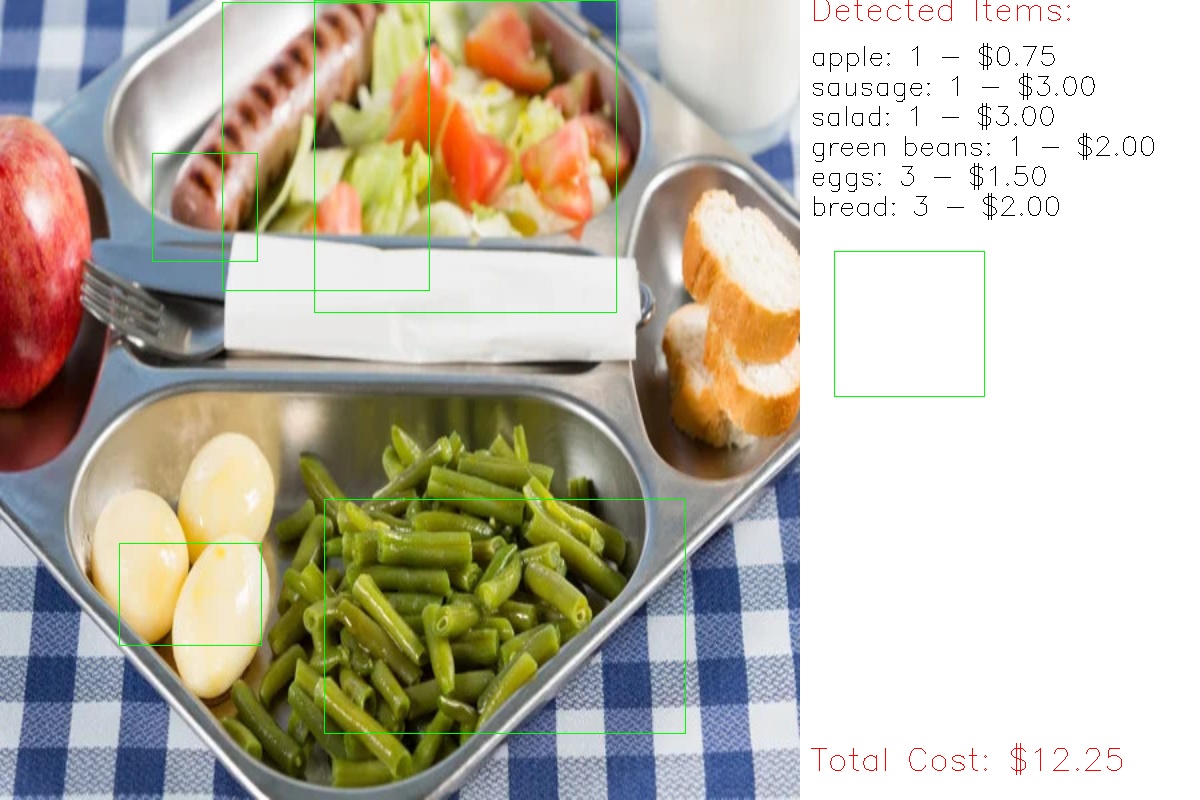 Detected Items:
apple: 1 - $0.75
sausage: 1 - $3.00
salad: 1 - $3.00
green beans: 1 - $2.00
eggs: 3 - $1.50
bread: 3 - $2.00
Total Cost: $12.25